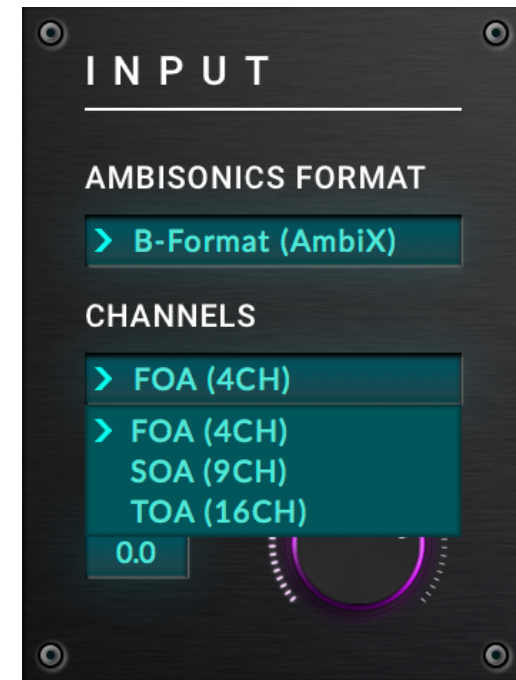 INPUT
AMBISONICS FORMAT
B-Format (AmbiX)
CHANNELS
FOA (4CH)
FOA (4CH)
SOA (9CH)
TOA (16CH)
0.0